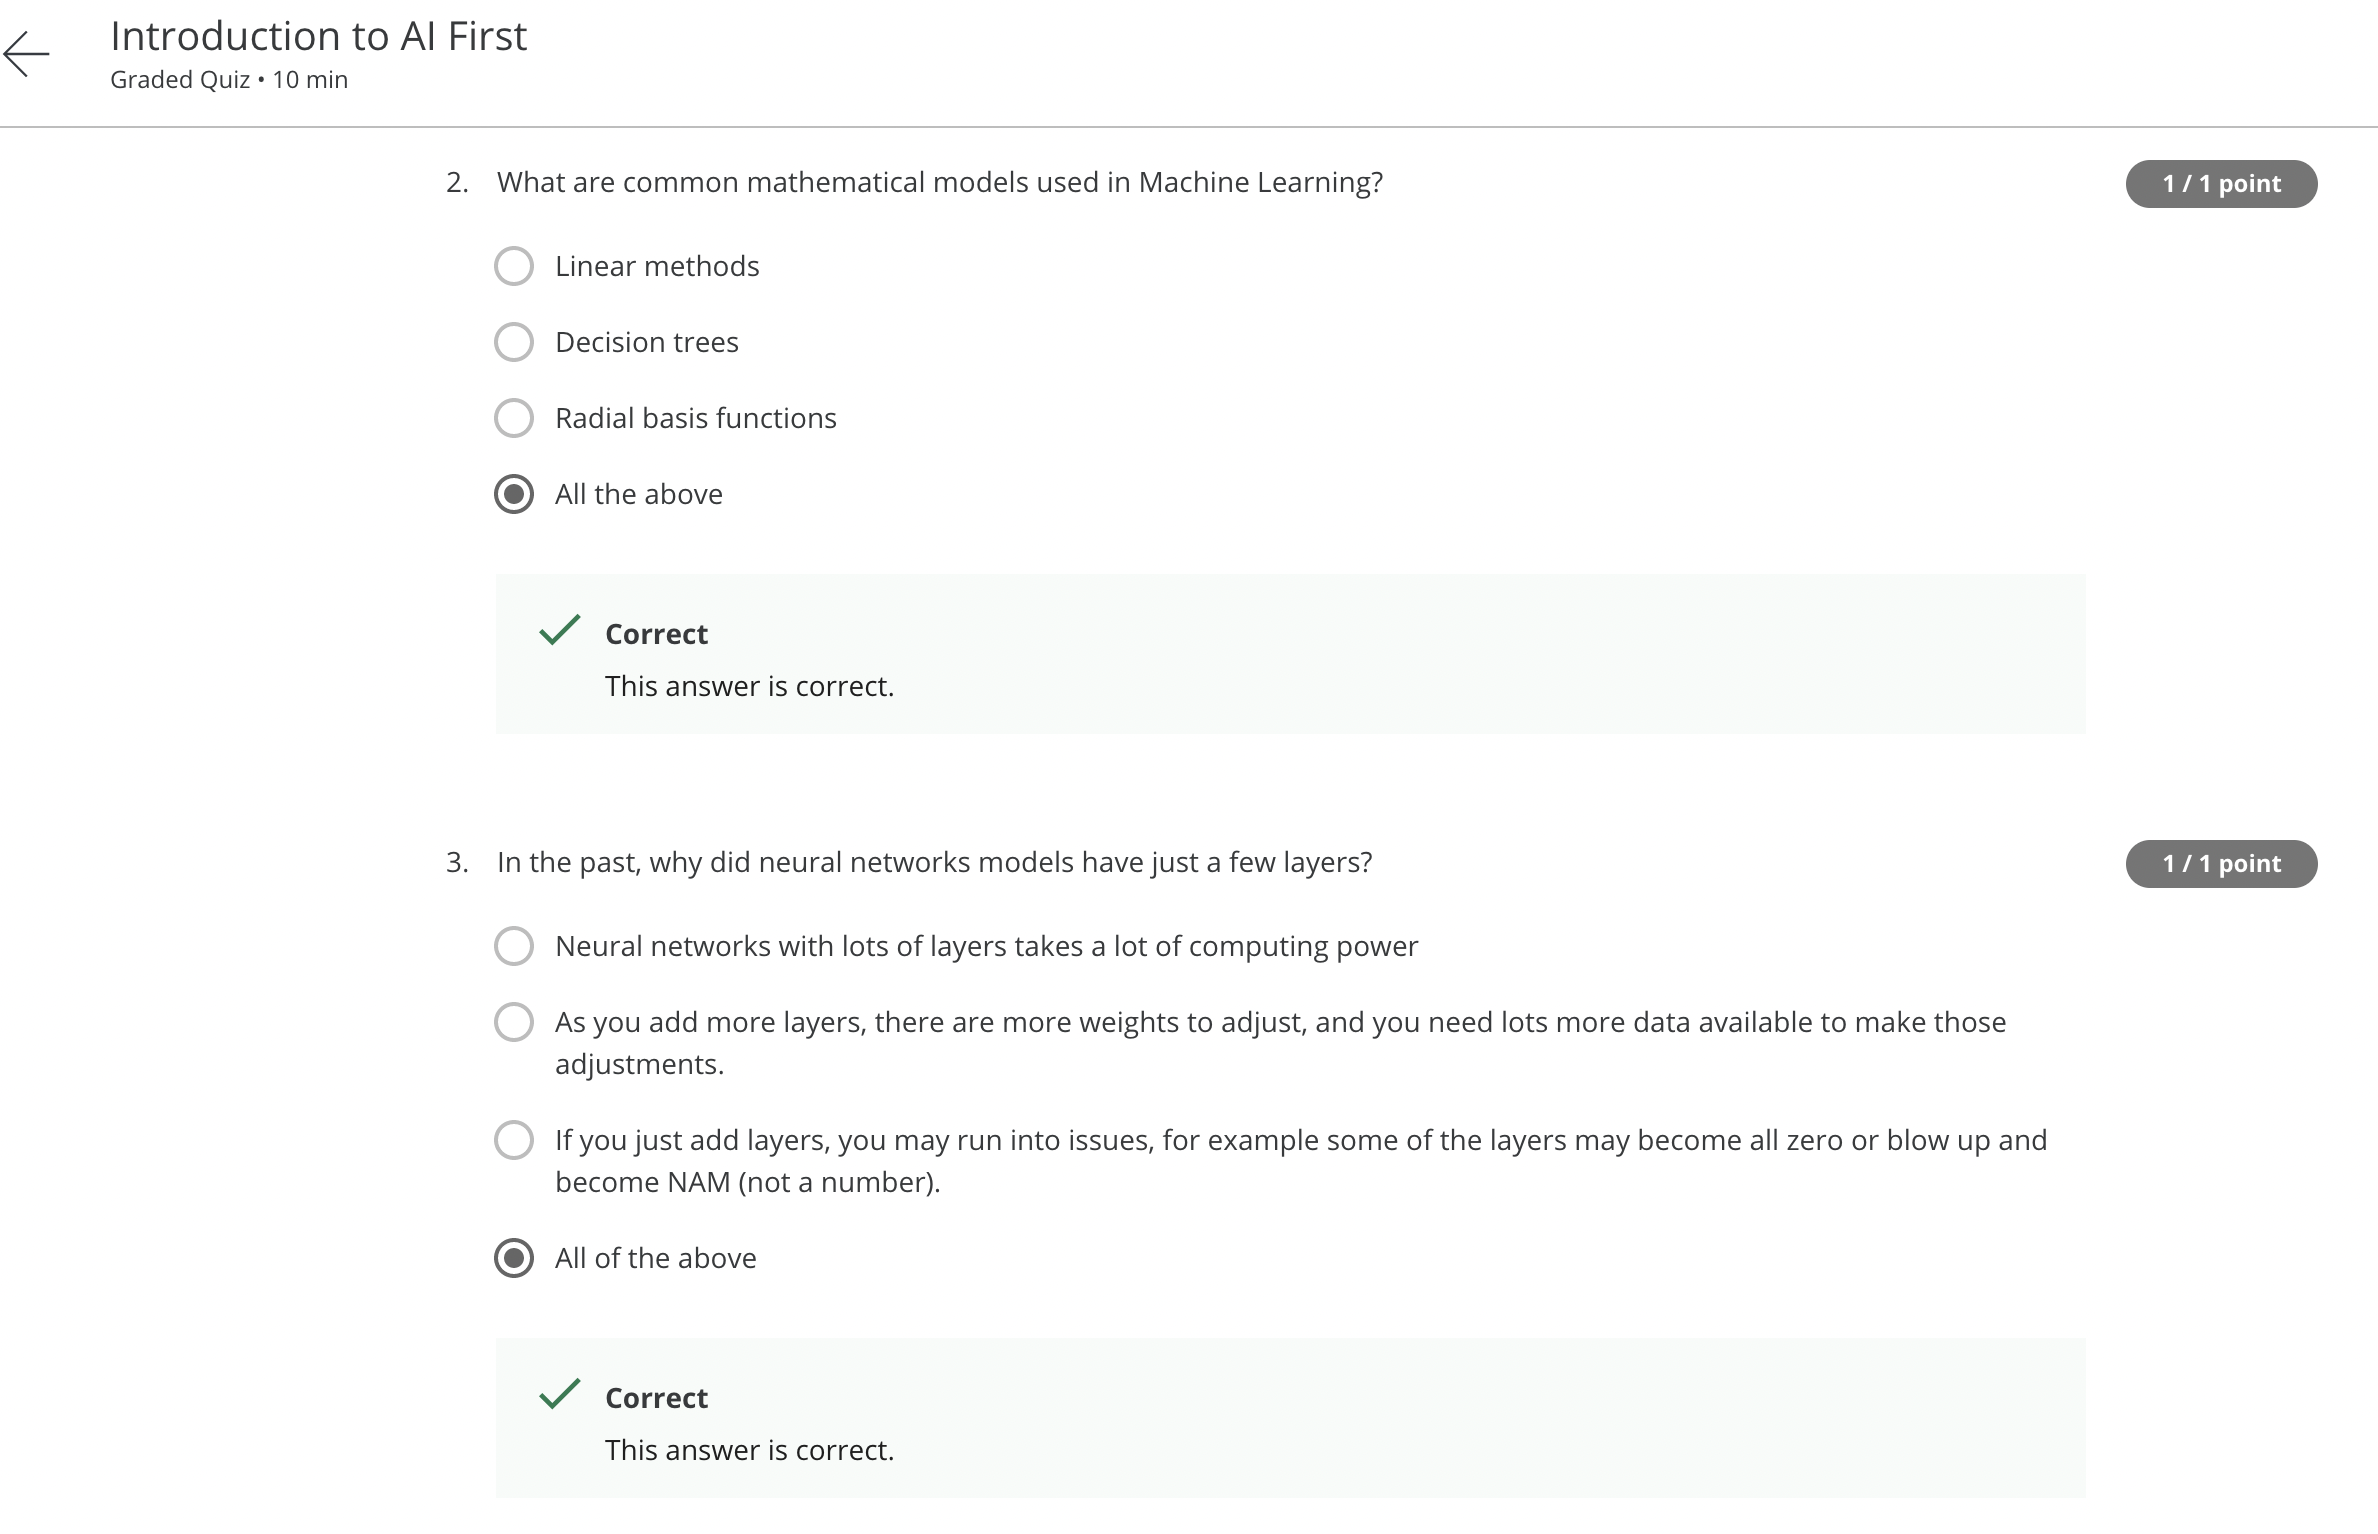 Introduction to AI First
Graded Quiz • 10 min
2. What are common mathematical models used in Machine Learning?
1 / 1 point
Linear methods
Decision trees
Radial basis functions
All the above
Correct
This answer is correct.
3. In the past, why did neural networks models have just a few layers?
1 / 1 point
Neural networks with lots of layers takes a lot of computing power
As you add more layers, there are more weights to adjust, and you need lots more data available to make those
adjustments.
If you just add layers, you may run into issues, for example some of the layers may become all zero or blow up and
become NAM (not a number).
All of the above
Correct
This answer is correct.